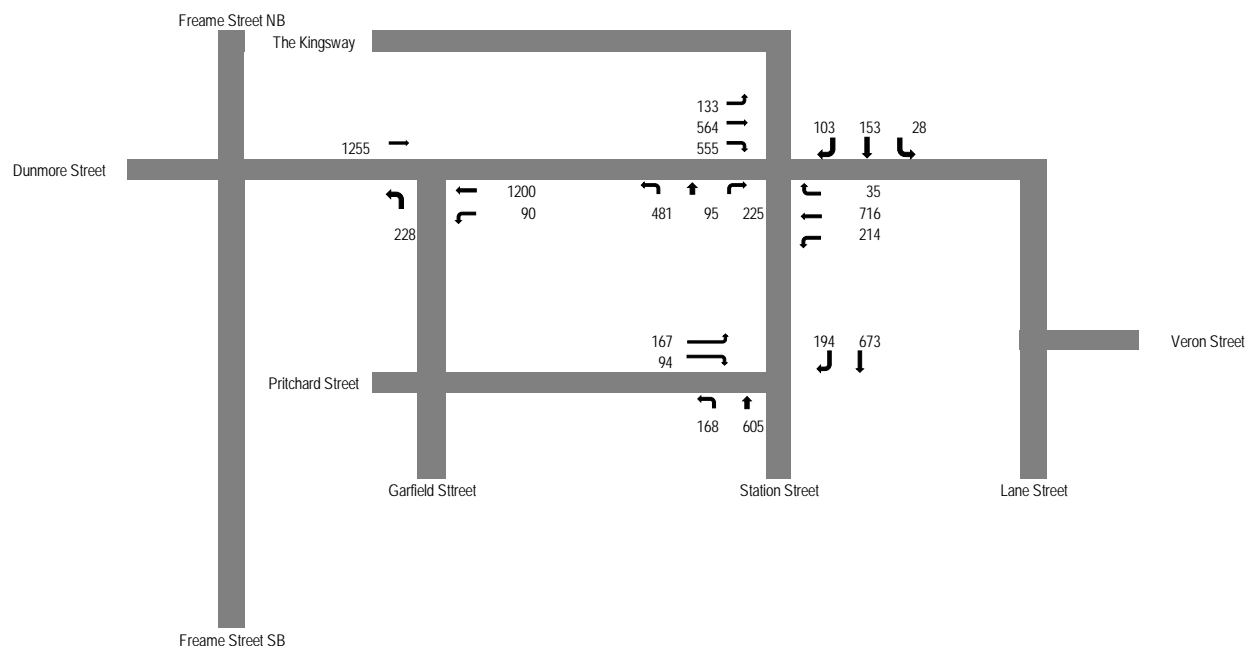 Freame Street NB
The Kingsway
133
564
555
103 153 28
1255
Dunmore Street
1200
90
228
481 95 225
35
716
214
167
94
194 673
Veron Street
Pritchard Street
168 605
Garfield Sttreet
Station Street
Lane Street
Freame Street SB